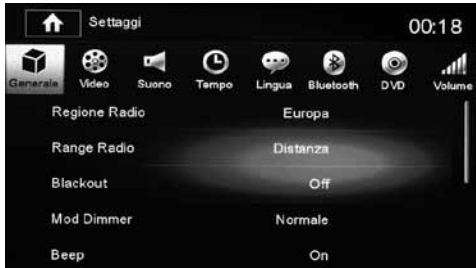 Settaggi 00:18
Generale Video Suono Tempo Lingua Bluetooth DVD Volume
Regione Radio Europa
Range Radio Distanza
Blackout Off
Mod Dimmer Normale
Beep On